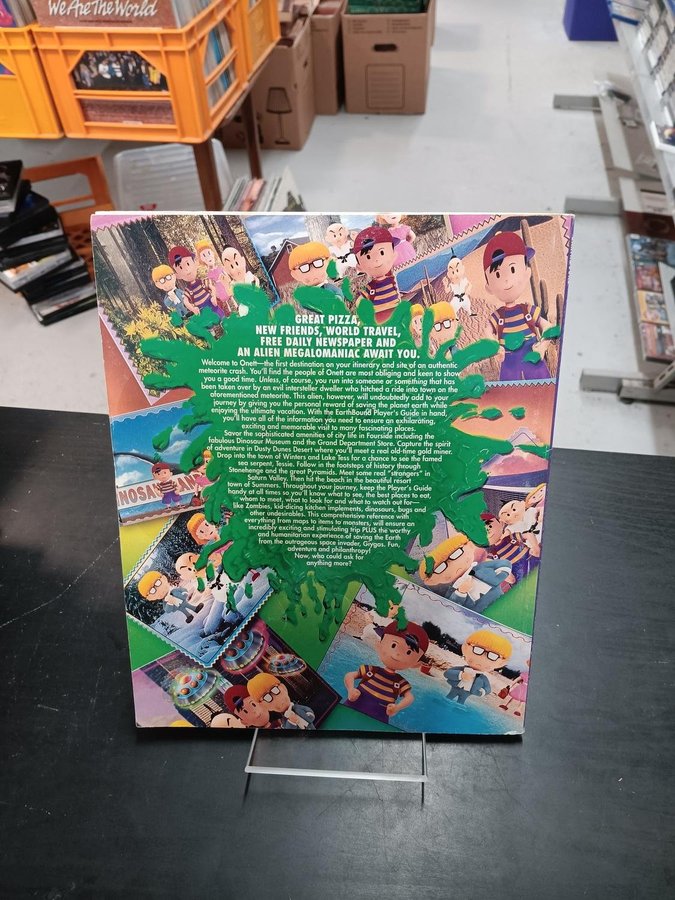 We Are The World
GREAT PIZZA,
NEW FRIENDS, WORLD TRAVEL,
FREE DAILY NEWSPAPER AND
AN ALIEN MEGALOMANIAC AWAIT YOU.
Welcome to Onett—the first destination on your itinerary and site of an authentic
meteorite crash. You'll find the people of Onett are most obliging and keen to show
you a good time. Unless, of course, you run into someone or something that has
been taken over by an evil intersteller dweller who hitched a ride into town on the
aforementioned meteorite. This alien, however, will undoubtedly add to your
journey by giving you the personal reward of saving the planet earth while
enjoying the ultimate vacation. With the EarthBound Player's Guide in hand,
you'll have all of the information you need to ensure an exhilarating,
exciting and memorable visit to many fascinating places.
Savor the sophisticated amenities of city life in Fourside including the
fabulous Dinosaur Museum and the Grand Department Store. Capture the spirit
of adventure in Dusty Dunes Desert where you'll meet a real old-time gold miner.
Drop into the town of Winters and Lake Tess for a chance to see the famed
sea serpent, Tessie. Follow in the footsteps of history through
Stonehenge and the great Pyramids. Meet some real "strangers" in
Saturn Valley. Then hit the beach in the beautiful resort
town of Summers. Throughout your journey, keep the Player's Guide
handy at all times so you'll know what to see, the best places to eat,
whom to meet, what to look for and what to watch out for—
like Zombies, kid-dicing kitchen implements, dinosaurs, bugs and
other undesirables. This comprehensive reference with
everything from maps to items to monsters, will ensure an
incredibly exciting and stimulating trip PLUS the worthy
and humanitarian experience of saving the Earth
from the outrageous space invader, Giygas. Fun,
adventure and philanthropy!
Now, who could ask for
anything more?